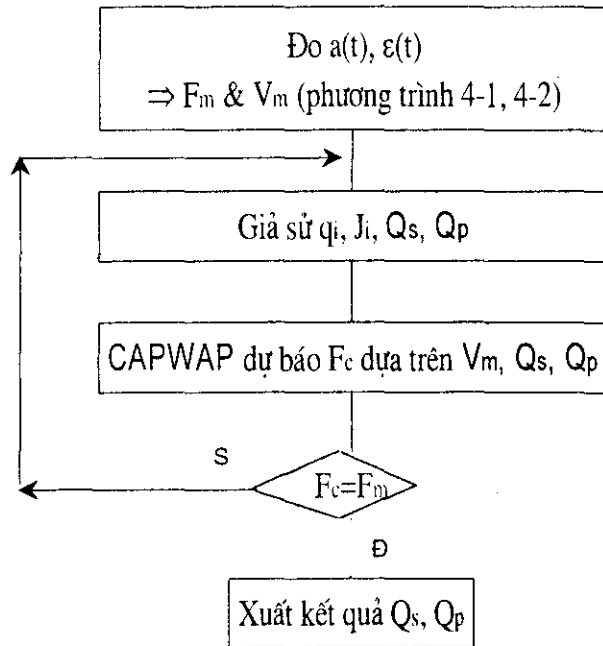 Đo a(t), ε(t)
⇒ Fm & Vm (phương trình 4-1, 4-2)
Giả sử qi, Ji, Qs, Qp
CAPWAP dự báo Fc dựa trên Vm, Qs, Qp
S
Fc=Fm
Đ
Xuất kết quả Qs, Qp